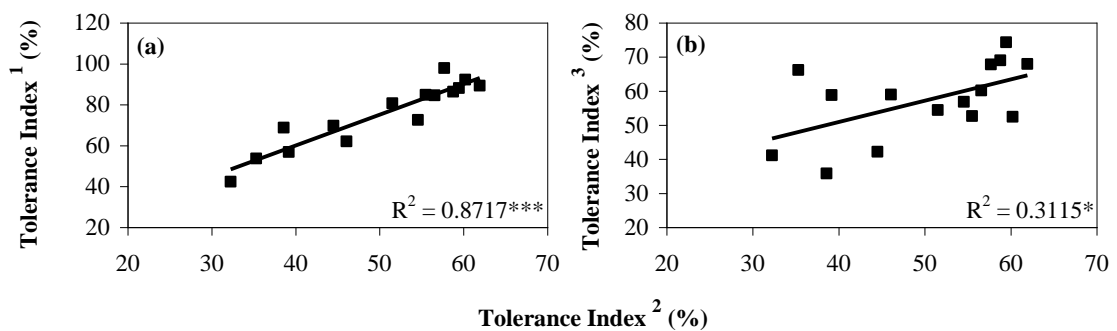 (a)
Tolerance Index ¹ (%)
120
100
80
60
40
20
R² = 0.8717***
20 30 40 50 60 70
(b)
Tolerance Index ³ (%)
80
70
60
50
40
30
20
R² = 0.3115*
20 30 40 50 60 70
Tolerance Index ² (%)